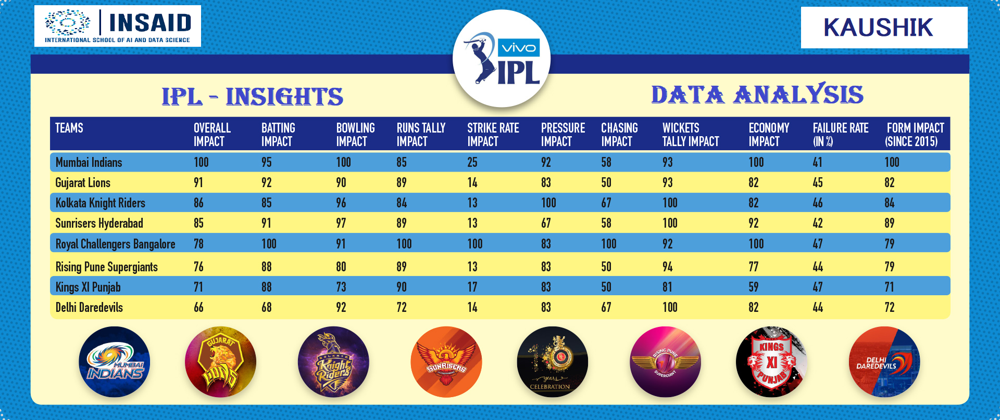 INSAID
INTERNATIONAL SCHOOL OF AI AND DATA SCIENCE
vivo
IPL
KAUSHIK
IPL - INSIGHTS
DATA ANALYSIS
TEAMS OVERALL IMPACT BATTING IMPACT BOWLING IMPACT RUNS TALLY IMPACT STRIKE RATE IMPACT PRESSURE IMPACT CHASING IMPACT WICKETS TALLY IMPACT ECONOMY IMPACT FAILURE RATE (IN %) FORM IMPACT (SINCE 2015)
Mumbai Indians 100 95 100 85 25 92 58 93 100 41 100
Gujarat Lions 91 92 90 89 14 83 50 93 82 45 82
Kolkata Knight Riders 86 85 96 84 13 100 67 100 82 46 84
Sunrisers Hyderabad 85 91 97 89 13 67 58 100 92 42 89
Royal Challengers Bangalore 78 100 91 100 100 83 100 92 100 47 79
Rising Pune Supergiants 76 88 80 89 13 83 50 94 77 44 79
Kings XI Punjab 71 88 73 90 17 83 50 81 59 47 71
Delhi Daredevils 66 68 92 72 14 83 67 100 82 44 72
MUMBAI
INDIANS
GUJARAT
LIONS
KOLKATA
Knight
Riders
SUNRISERS
years
CELEBRATION
RISING PUNE
SUPERGIANT
KINGS
XI
PUNJAB
DELHI
DAREDEVILS